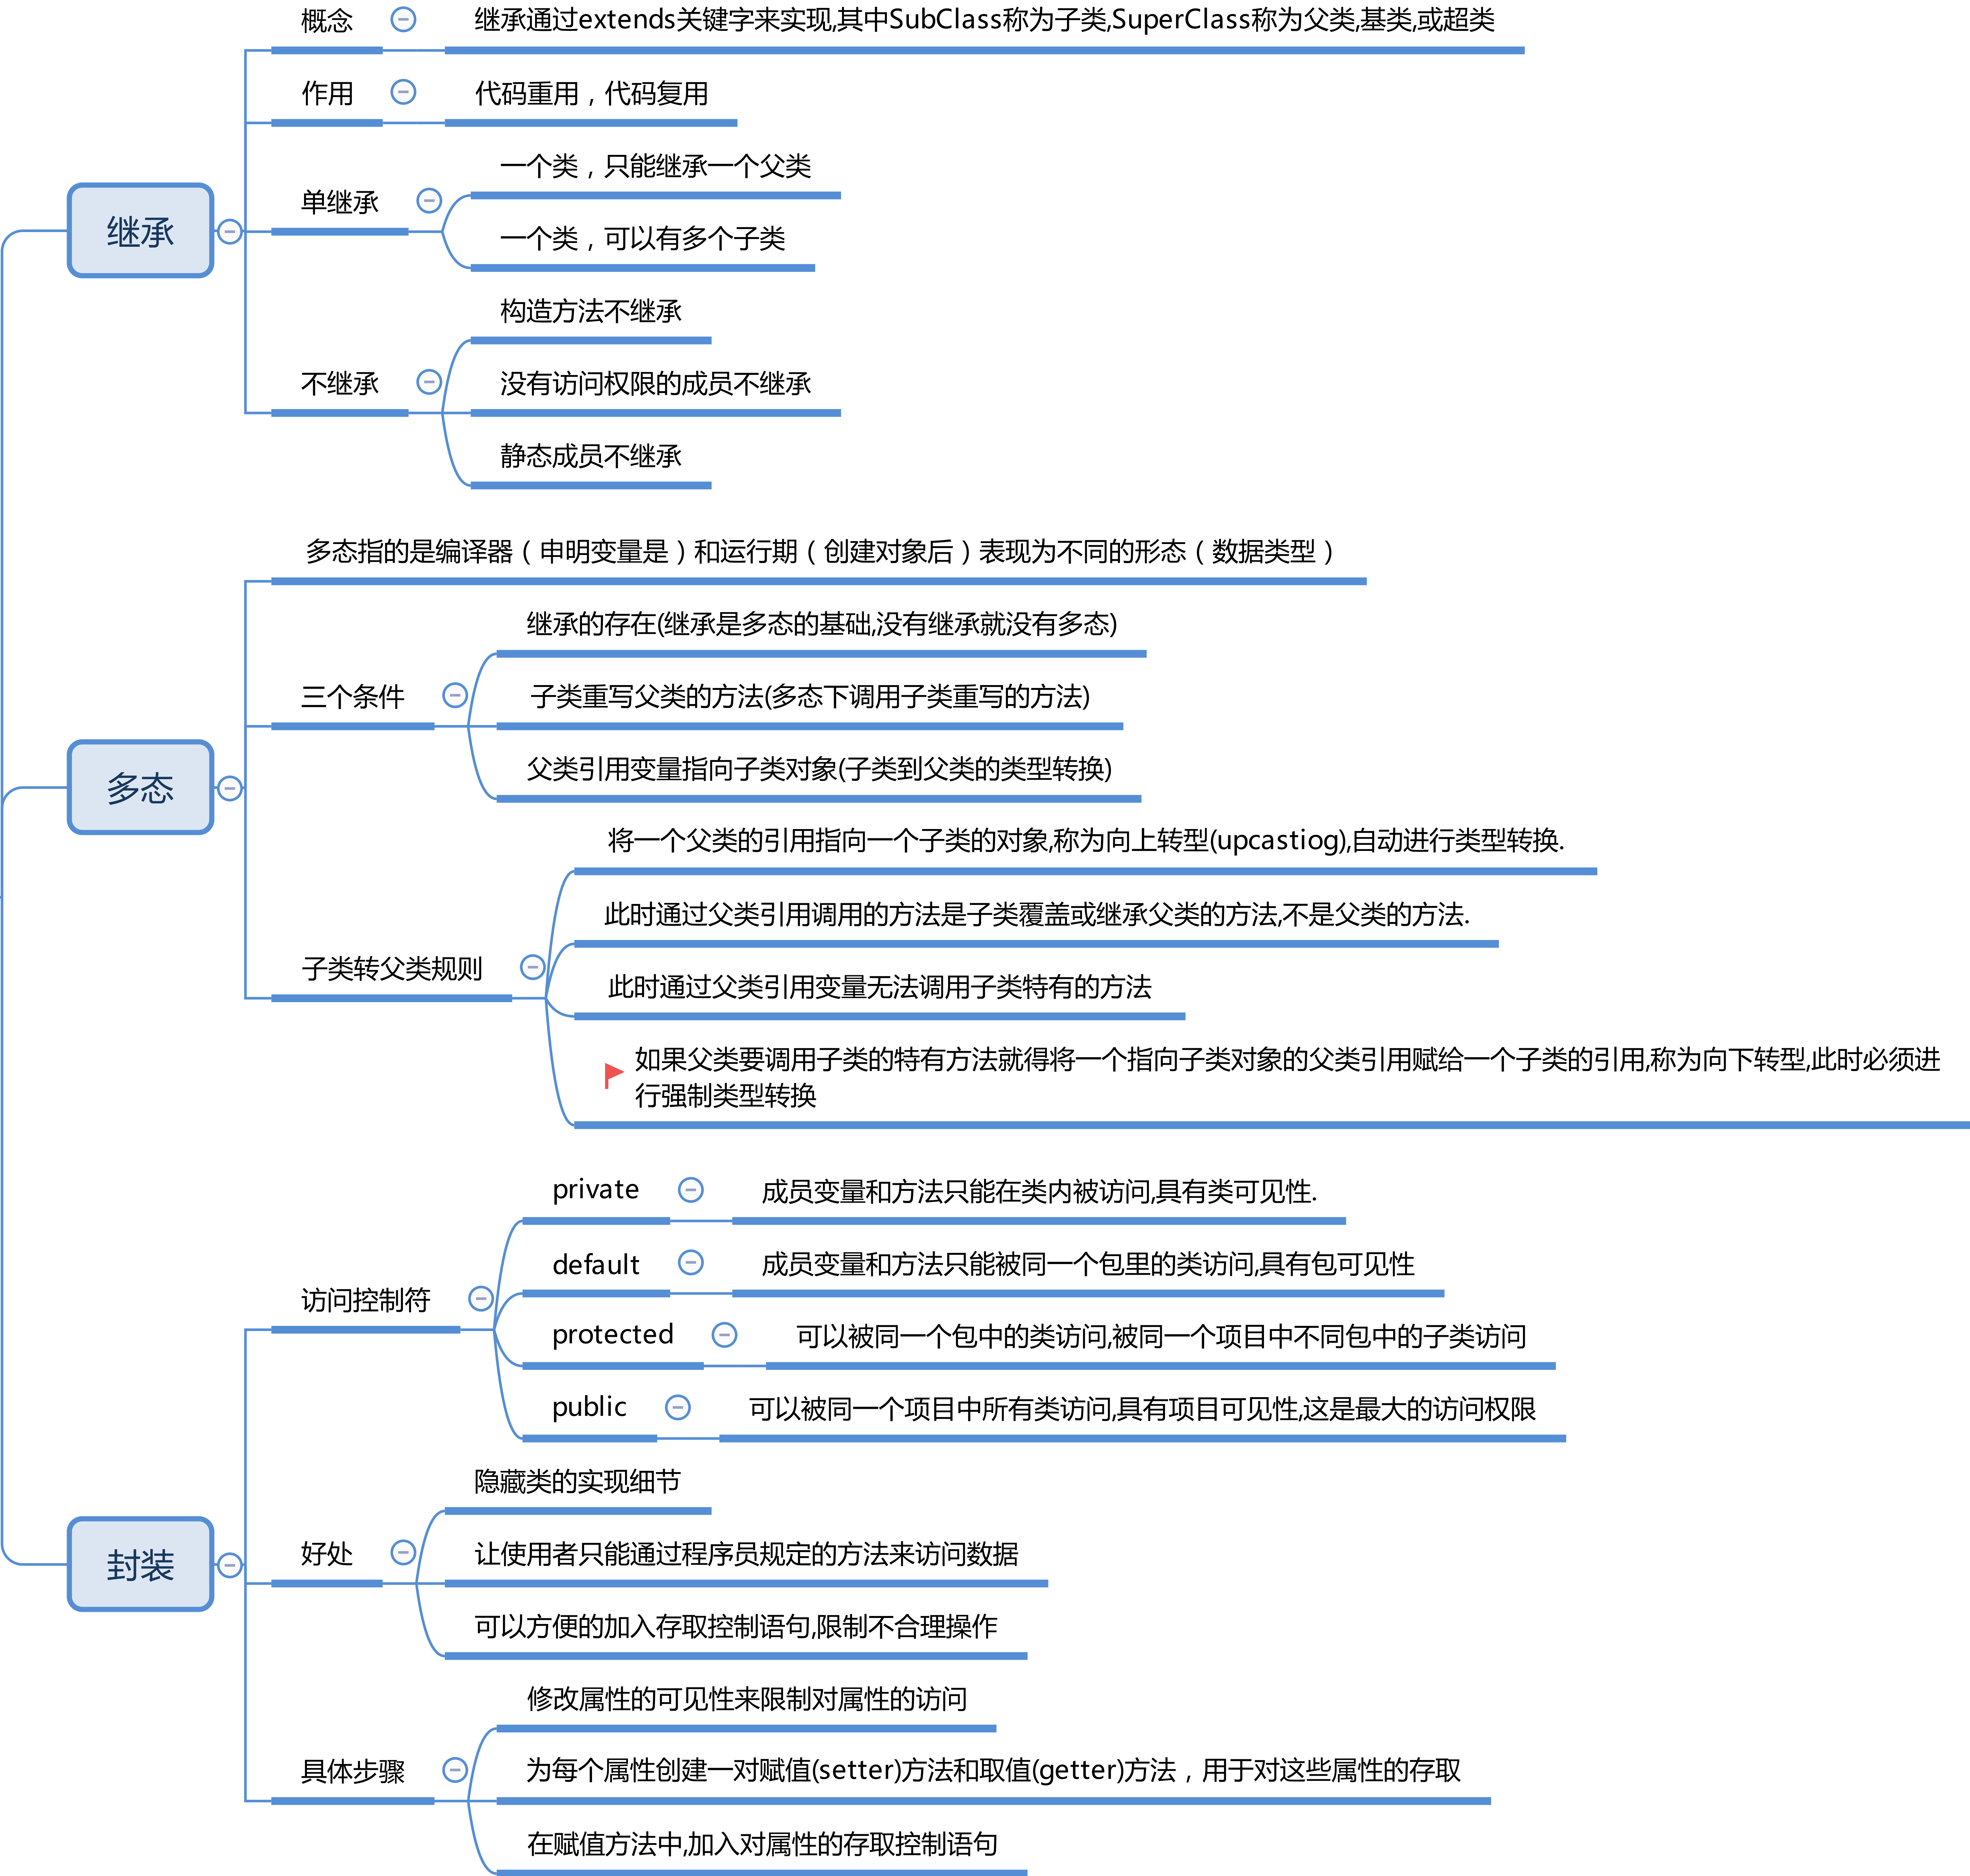 继承
概念
继承通过extends关键字来实现,其中SubClass称为子类,SuperClass称为父类,基类,或超类
作用
代码重用，代码复用
单继承
一个类，只能继承一个父类
一个类，可以有多个子类
不继承
构造方法不继承
没有访问权限的成员不继承
静态成员不继承
多态
多态指的是编译器（申明变量是）和运行期（创建对象后）表现为不同的形态（数据类型）
三个条件
继承的存在(继承是多态的基础,没有继承就没有多态)
子类重写父类的方法(多态下调用子类重写的方法)
父类引用变量指向子类对象(子类到父类的类型转换)
子类转父类规则
将一个父类的引用指向一个子类的对象,称为向上转型(upcastiog),自动进行类型转换.
此时通过父类引用调用的方法是子类覆盖或继承父类的方法,不是父类的方法.
此时通过父类引用变量无法调用子类特有的方法
如果父类要调用子类的特有方法就得将一个指向子类对象的父类引用赋给一个子类的引用,称为向下转型,此时必须进
行强制类型转换
封装
访问控制符
private
成员变量和方法只能在类内被访问,具有类可见性.
default
成员变量和方法只能被同一个包里的类访问,具有包可见性
protected
可以被同一个包中的类访问,被同一个项目中不同包中的子类访问
public
可以被同一个项目中所有类访问,具有项目可见性,这是最大的访问权限
好处
隐藏类的实现细节
让使用者只能通过程序员规定的方法来访问数据
可以方便的加入存取控制语句,限制不合理操作
具体步骤
修改属性的可见性来限制对属性的访问
为每个属性创建一对赋值(setter)方法和取值(getter)方法，用于对这些属性的存取
在赋值方法中,加入对属性的存取控制语句